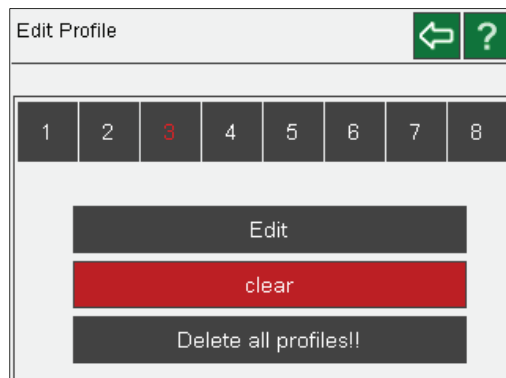 Edit Profile ?
1 2 3 4 5 6 7 8
Edit
clear
Delete all profiles!!